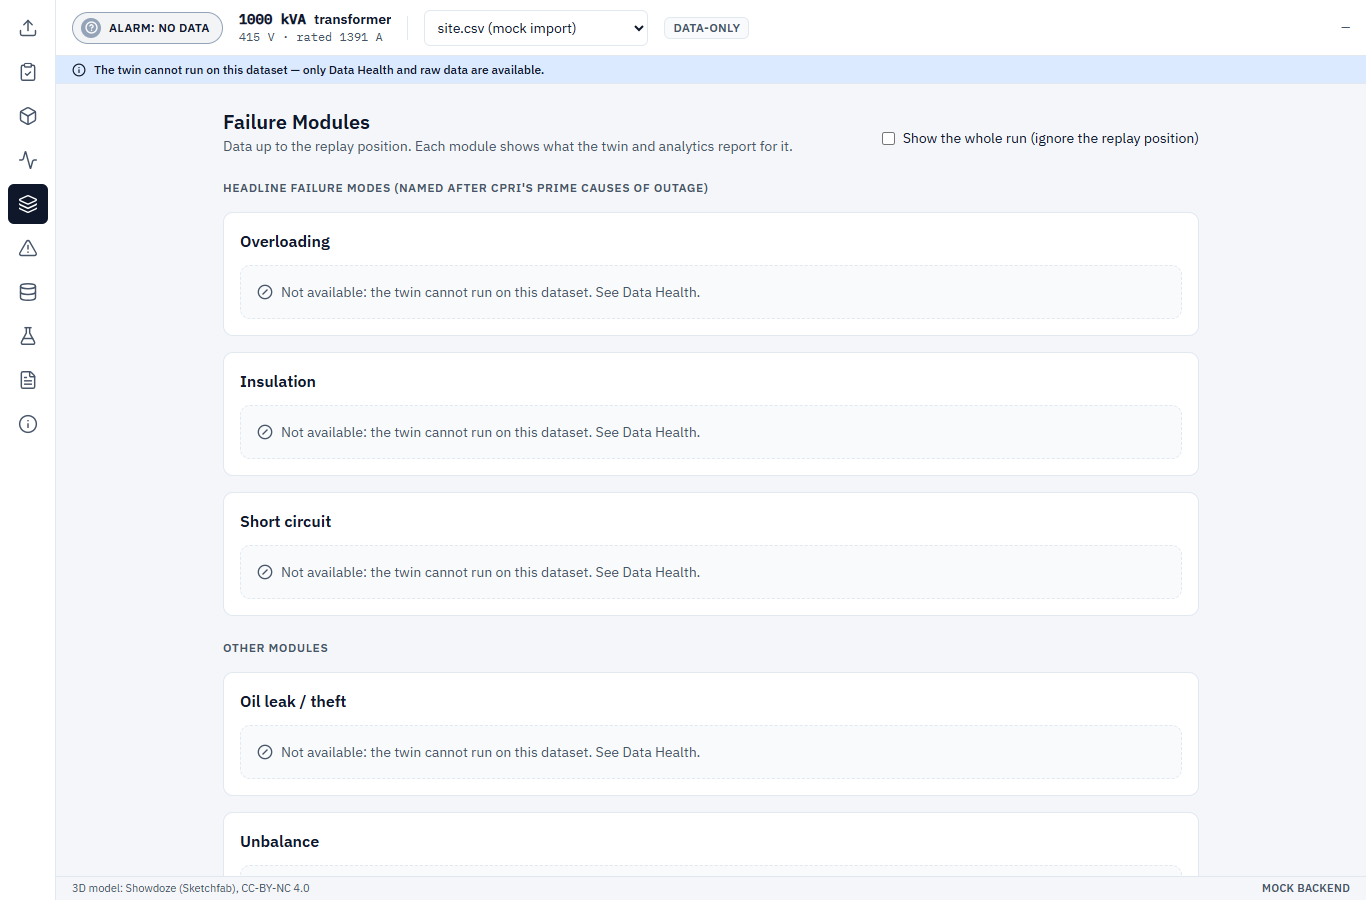 ALARM: NO DATA
1000 kVA transformer
415 V · rated 1391 A
site.csv (mock import)
DATA-ONLY
—
The twin cannot run on this dataset — only Data Health and raw data are available.
Failure Modules
Data up to the replay position. Each module shows what the twin and analytics report for it.
Show the whole run (ignore the replay position)
HEADLINE FAILURE MODES (NAMED AFTER CPRI'S PRIME CAUSES OF OUTAGE)
Overloading
Not available: the twin cannot run on this dataset. See Data Health.
Insulation
Not available: the twin cannot run on this dataset. See Data Health.
Short circuit
Not available: the twin cannot run on this dataset. See Data Health.
OTHER MODULES
Oil leak / theft
Not available: the twin cannot run on this dataset. See Data Health.
Unbalance
3D model: Showdoze (Sketchfab), CC-BY-NC 4.0
MOCK BACKEND